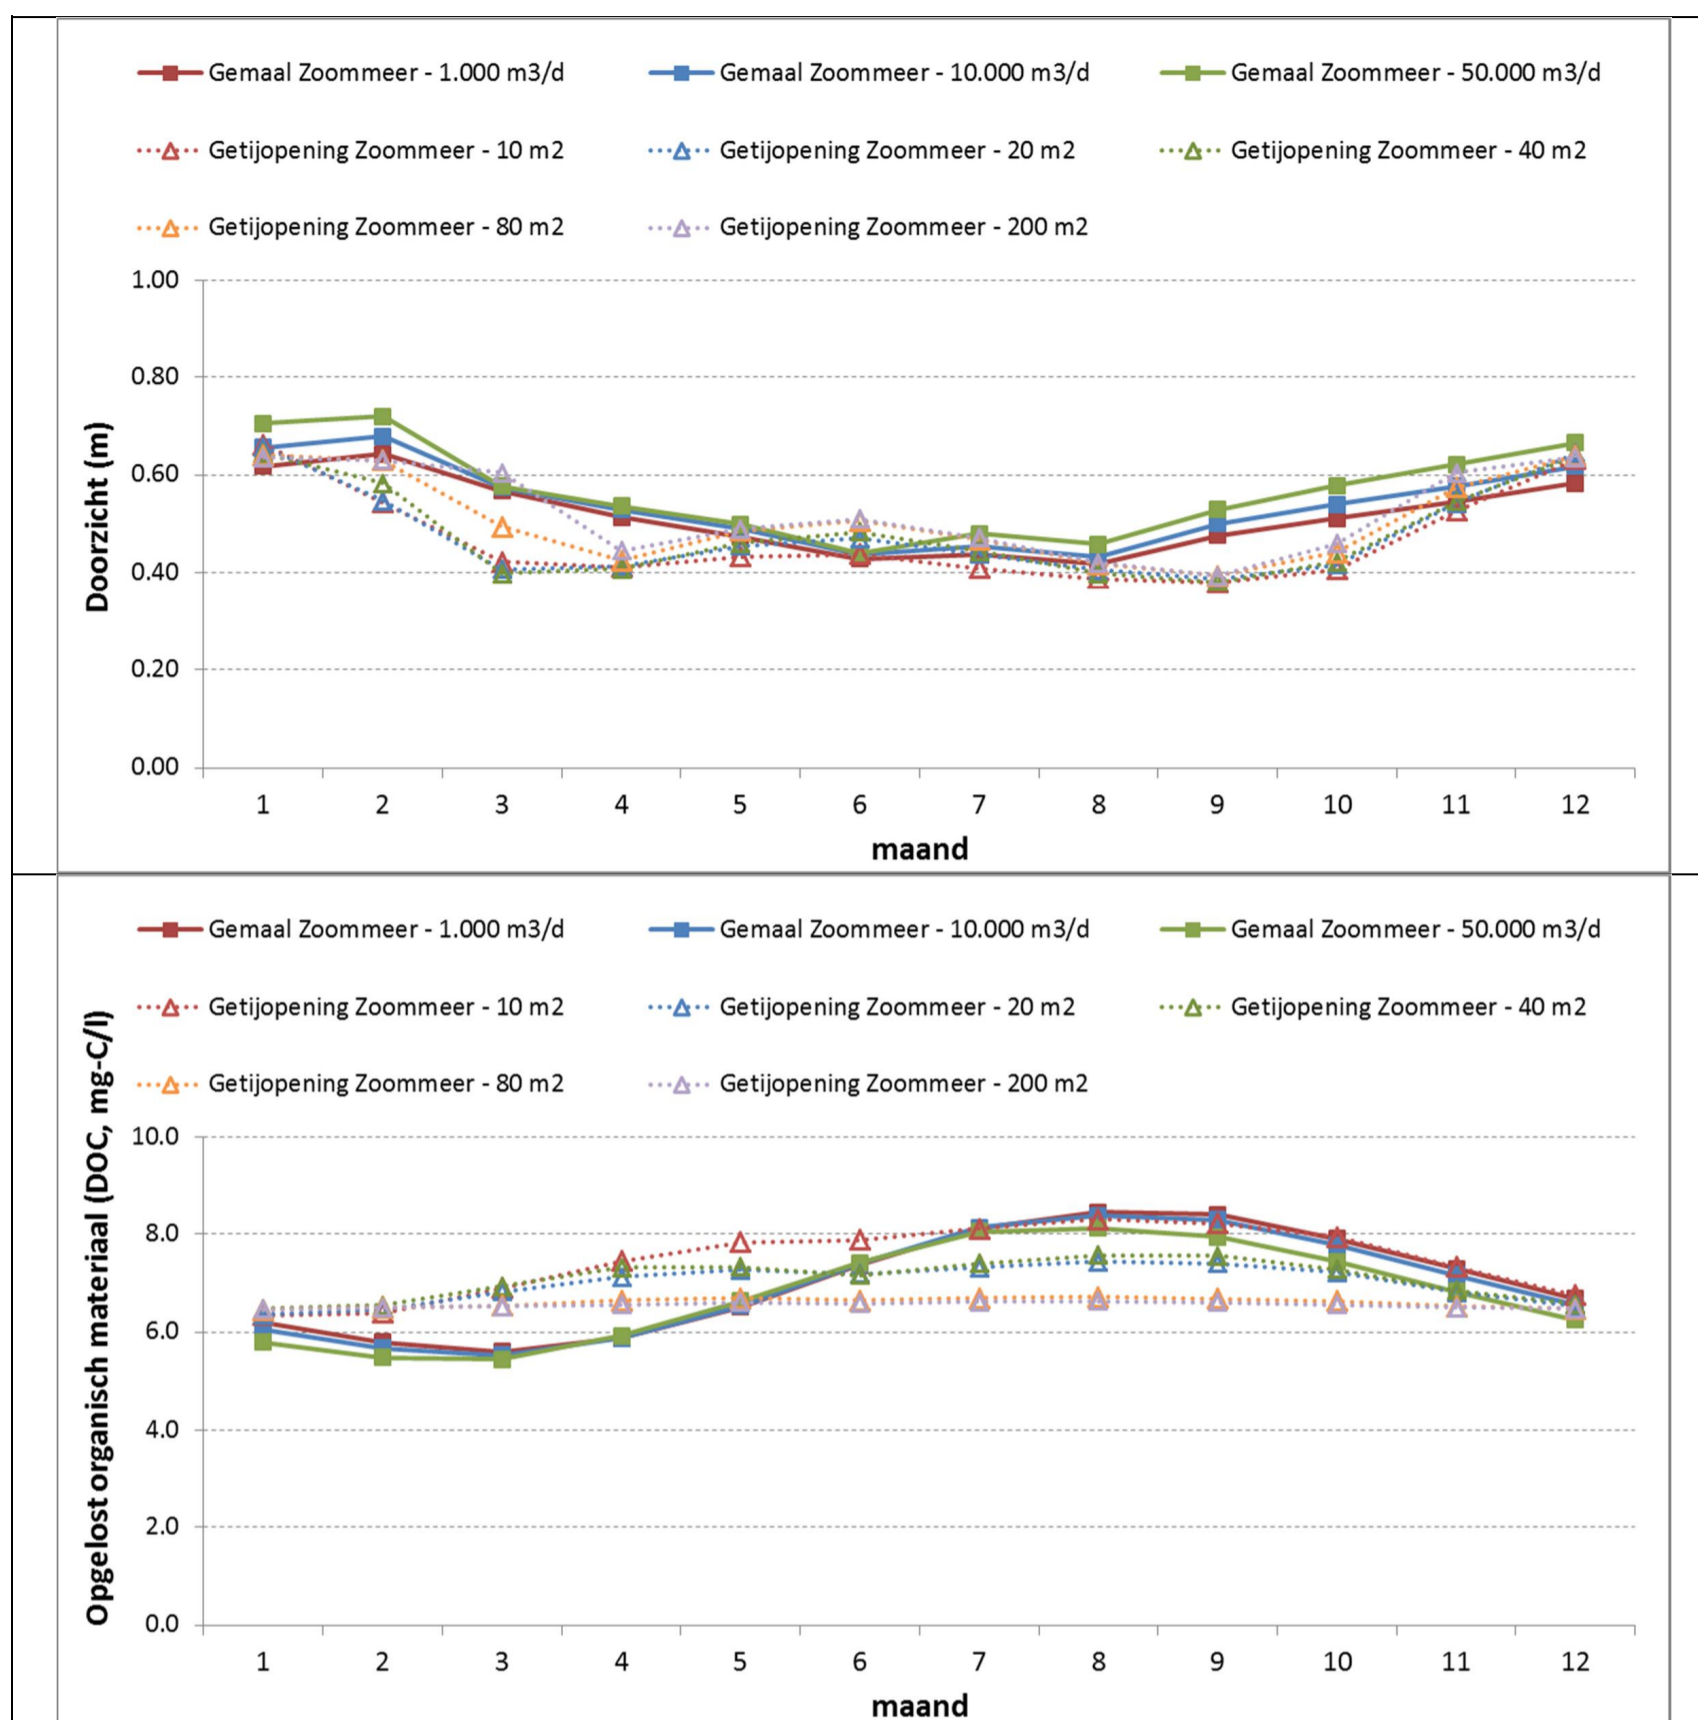 Gemaal Zoommeer - 1.000 m3/d Gemaal Zoommeer - 10.000 m3/d Gemaal Zoommeer - 50.000 m3/d
Getijopening Zoommeer - 10 m2 Getijopening Zoommeer - 20 m2 Getijopening Zoommeer - 40 m2
Getijopening Zoommeer - 80 m2 Getijopening Zoommeer - 200 m2
Doorzicht (m)
1.00
0.80
0.60
0.40
0.20
0.00
1 2 3 4 5 6 7 8 9 10 11 12
maand
Gemaal Zoommeer - 1.000 m3/d Gemaal Zoommeer - 10.000 m3/d Gemaal Zoommeer - 50.000 m3/d
Getijopening Zoommeer - 10 m2 Getijopening Zoommeer - 20 m2 Getijopening Zoommeer - 40 m2
Getijopening Zoommeer - 80 m2 Getijopening Zoommeer - 200 m2
Opgelost organisch materiaal (DOC, mg-C/l)
10.0
8.0
6.0
4.0
2.0
0.0
1 2 3 4 5 6 7 8 9 10 11 12
maand